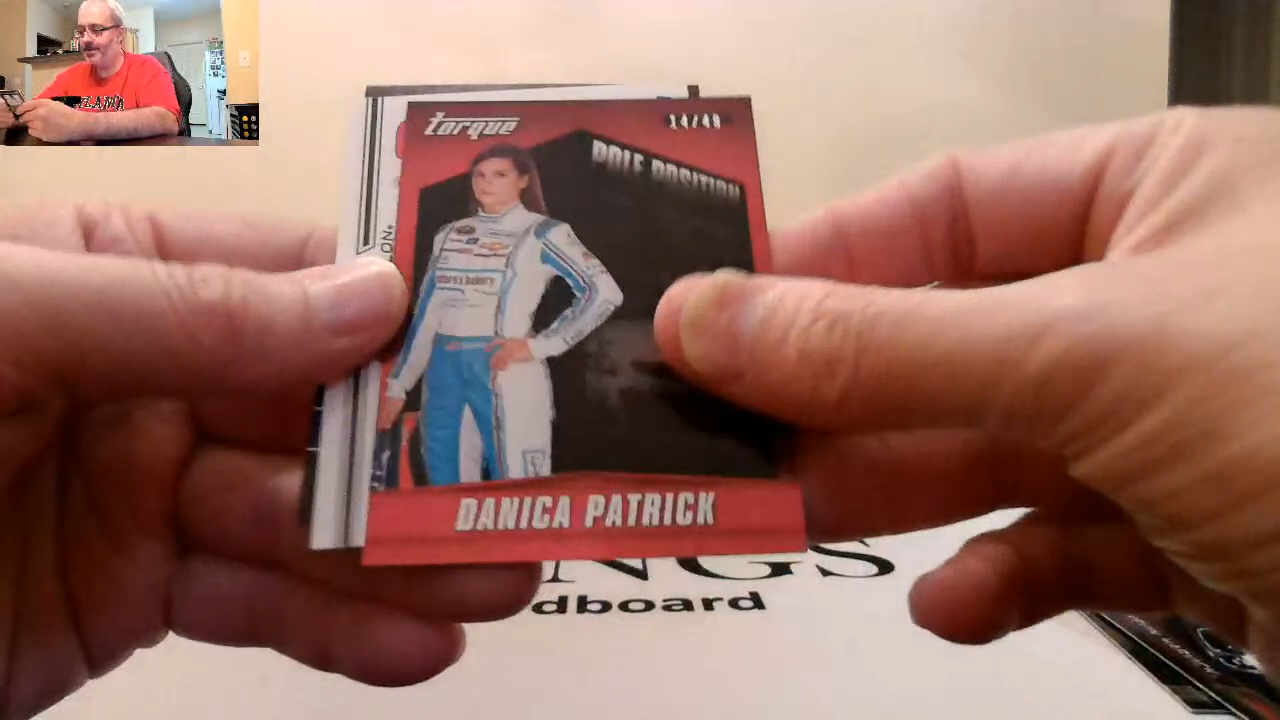 torque
14/49
POLE POSITION
DANICA PATRICK
NGS
dboard